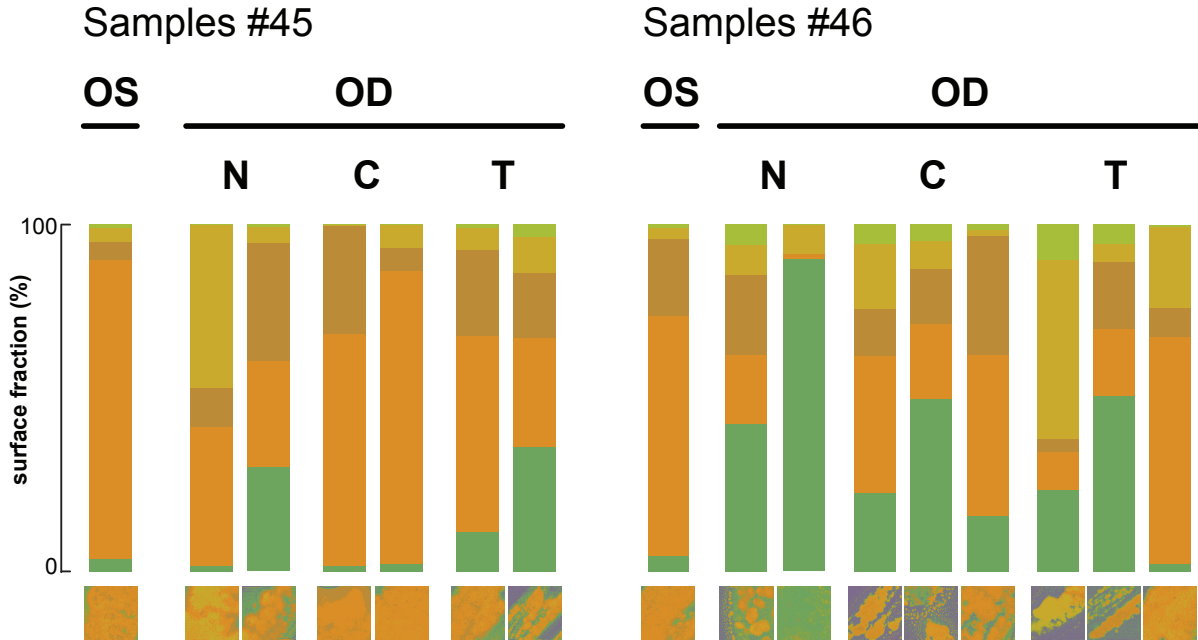 Samples #45
Samples #46
OS
OD
OS
OD
N
C
T
N
C
T
100
surface fraction (%)
0